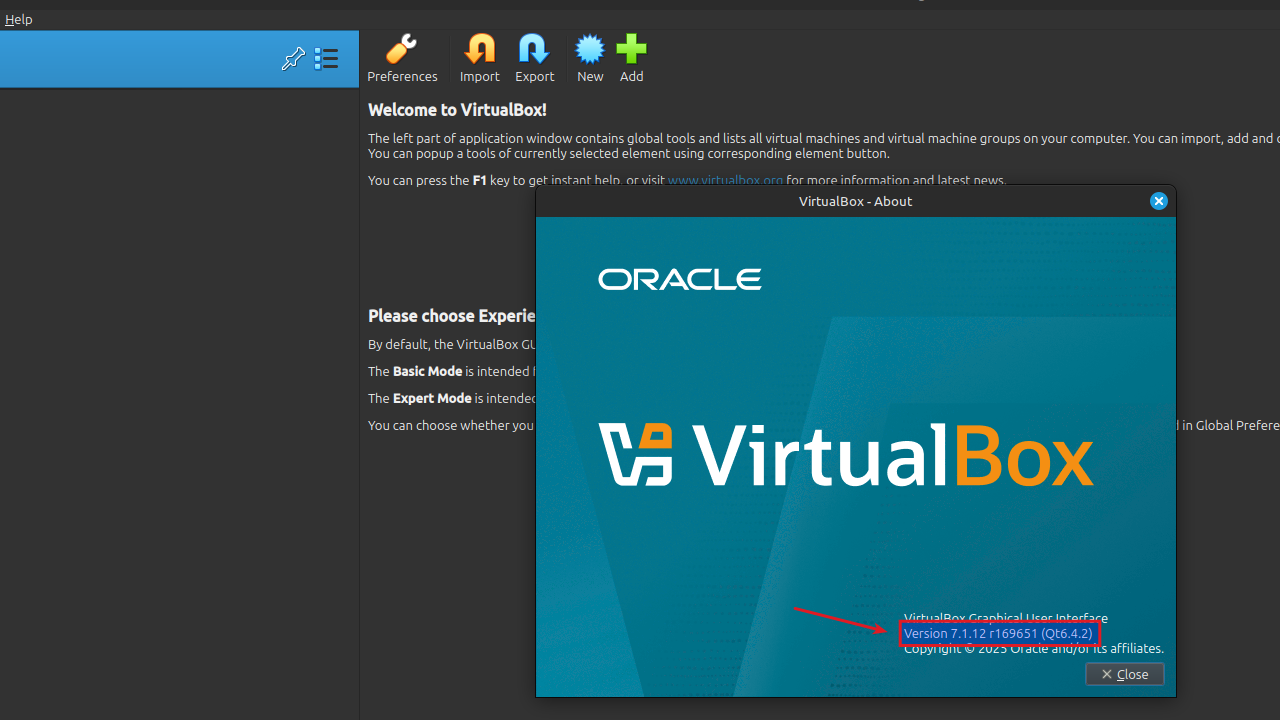 Help
Preferences Import Export New Add
Welcome to VirtualBox!
The left part of application window contains global tools and lists all virtual machines and virtual machine groups on your computer. You can import, add and
You can popup a tools of currently selected element using corresponding element button.
You can press the F1 key to get instant help, or visit www.virtualbox.org for more information and latest news.
VirtualBox - About
ORACLE
Please choose Experie
By default, the VirtualBox GU
The Basic Mode is intended
The Expert Mode is intended
You can choose whether you
d in Global Prefere
VirtualBox
VirtualBox Graphical User Interface
Version 7.1.12 r169651 (Qt6.4.2)
Copyright © 2025 Oracle and/or its affiliates.
Close